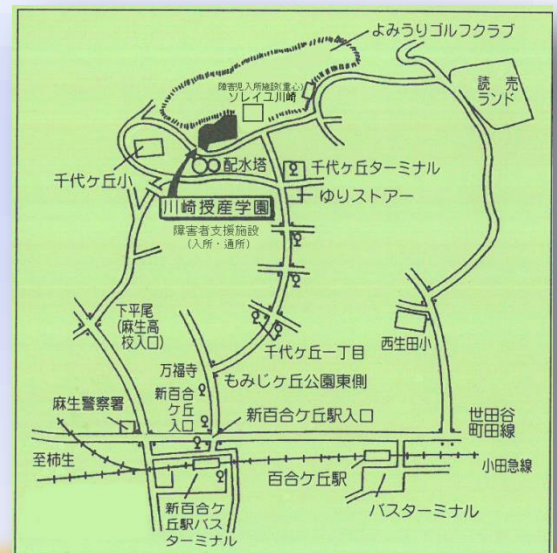 よみうりゴルフクラブ
障害児入所施設(重心)
ソレイユ川崎
読売
ランド
配水塔
千代ヶ丘ターミナル
千代ヶ丘小
ゆりストアー
川崎授産学園
障害者支援施設
(入所・通所)
下平尾
(麻生高
校入口)
西生田小
千代ヶ丘一丁目
万福寺
もみじヶ丘公園東側
新百合
ケ丘
入口
麻生警察署
新百合ケ丘駅入口
世田谷
町田線
至柿生
百合ケ丘駅
小田急線
新百合ケ
丘駅バス
ターミナル
バスターミナル